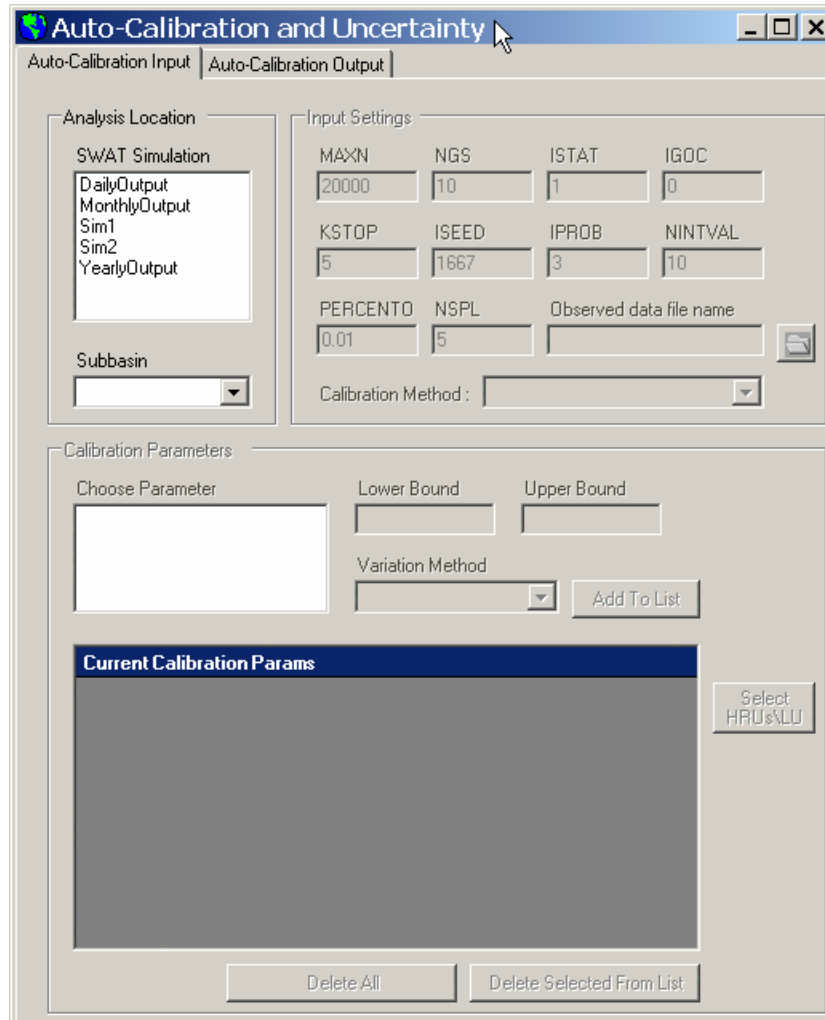 Auto-Calibration and Uncertainty
Auto-Calibration Input Auto-Calibration Output
Analysis Location
SWAT Simulation
DailyOutput
MonthlyOutput
Sim1
Sim2
YearlyOutput
Subbasin
Input Settings
MAXN NGS ISTAT IGOC
20000 10 1 0
KSTOP ISEED IPROB NINTVAL
5 1667 3 10
PERCENTO NSPL Observed data file name
0.01 5
Calibration Method :
Calibration Parameters
Choose Parameter Lower Bound Upper Bound
Variation Method
Add To List
Current Calibration Params
Select
HRUs\LU
Delete All Delete Selected From List